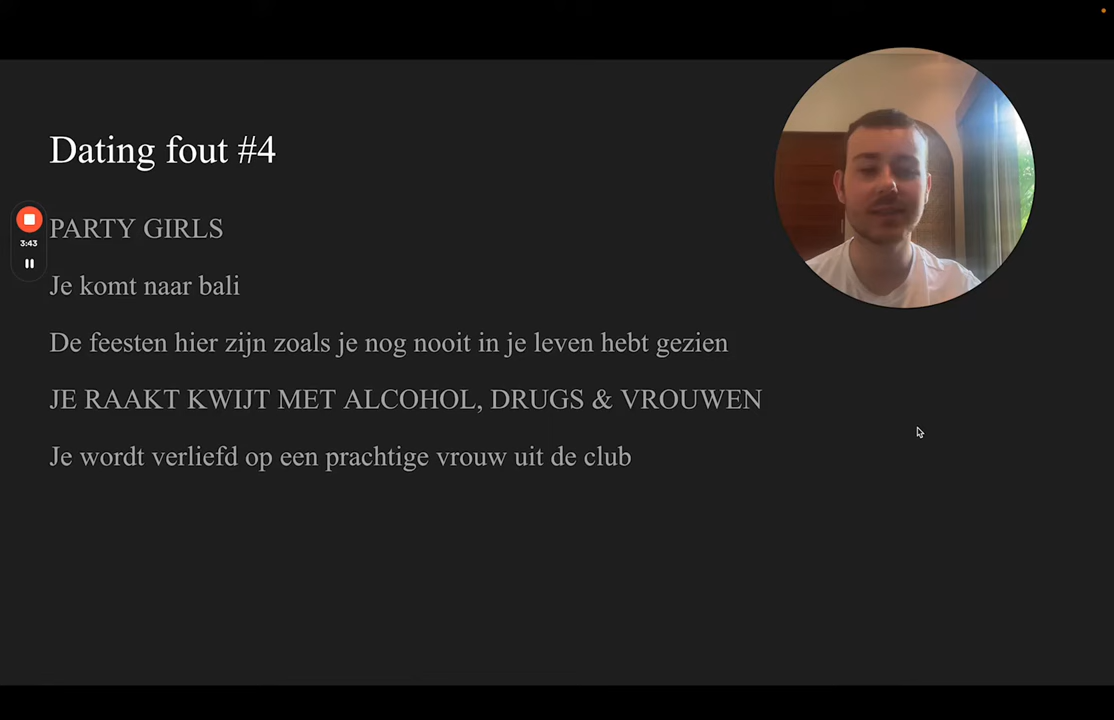 Dating fout #4
PARTY GIRLS
3:43
Je komt naar bali
De feesten hier zijn zoals je nog nooit in je leven hebt gezien
JE RAAKT KWIJT MET ALCOHOL, DRUGS & VROUWEN
Je wordt verliefd op een prachtige vrouw uit de club